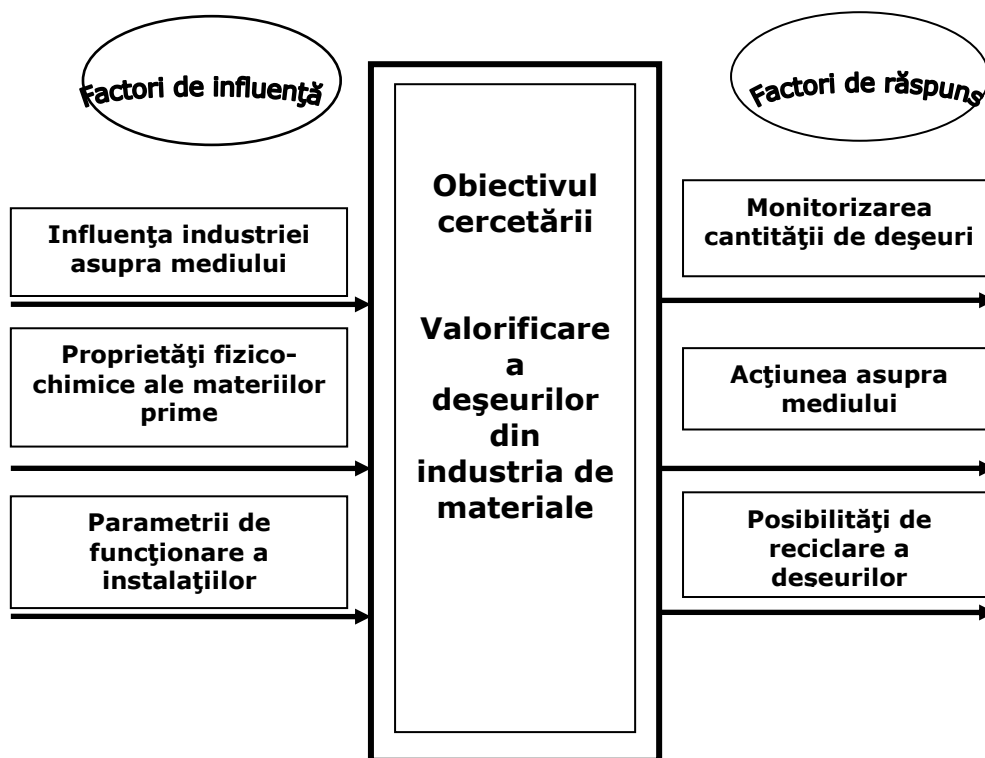 Factori de influenţă
Factori de răspuns
Influenţa industriei
asupra mediului
Proprietăţi fizico-
chimice ale materiilor
prime
Parametrii de
funcţionare a
instalaţiilor
Obiectivul
cercetării
Valorificare
a
deşeurilor
din
industria de
materiale
Monitorizarea
cantităţii de deşeuri
Acţiunea asupra
mediului
Posibilităţi de
reciclare a
deşeurilor